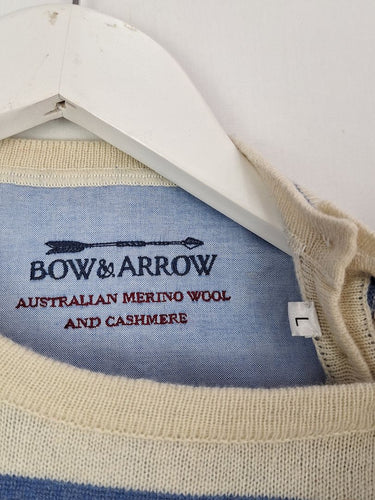 BOW & ARROW
AUSTRALIAN MERINO WOOL
AND CASHMERE
L